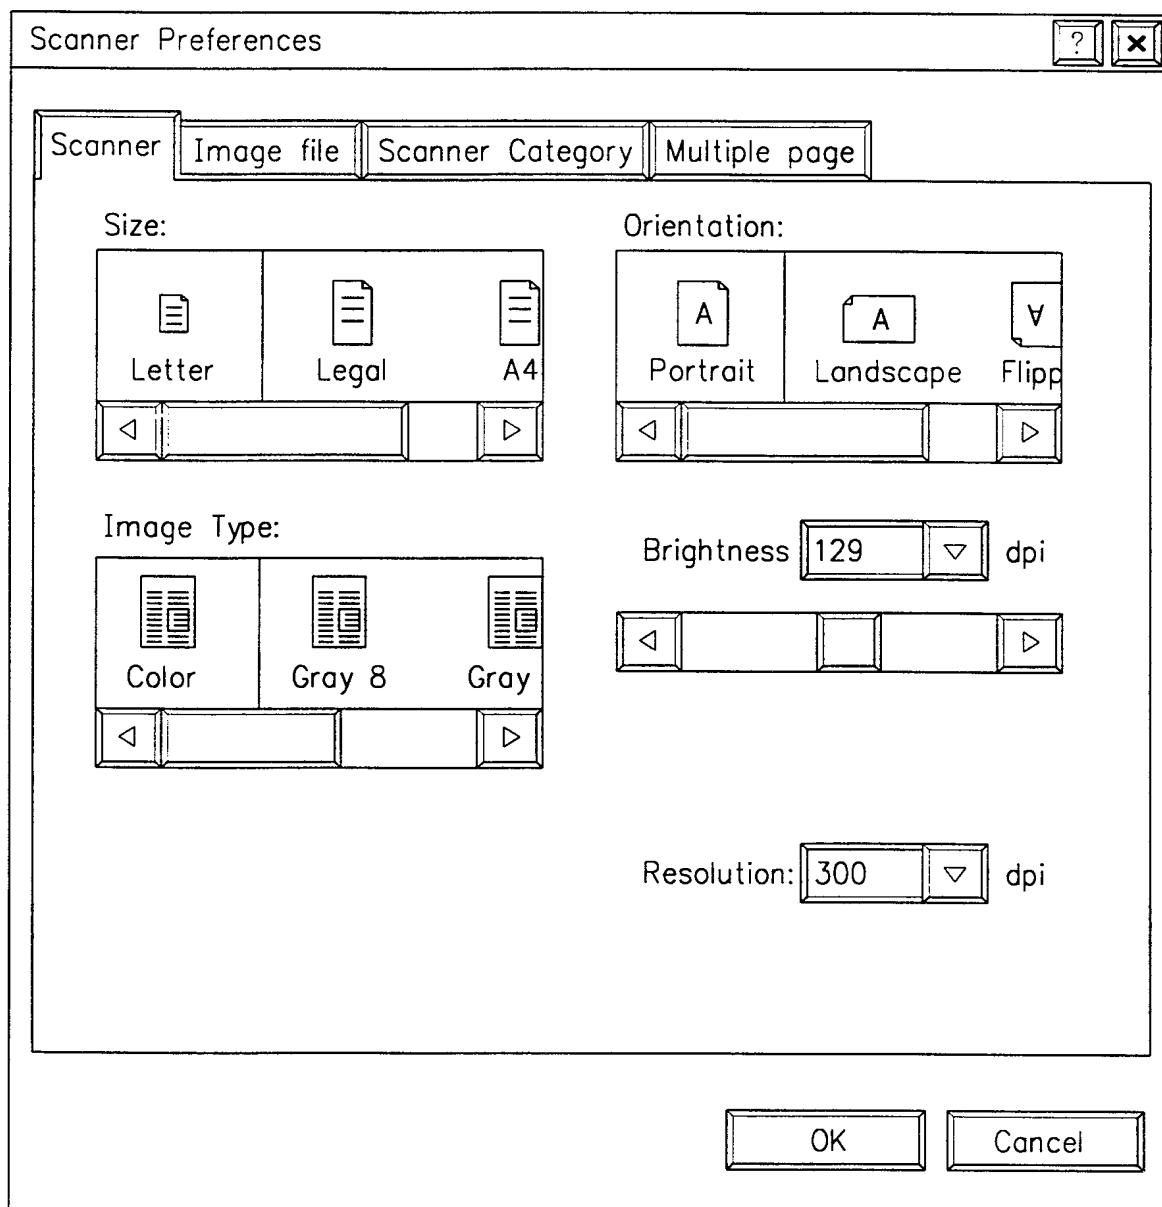 Scanner Preferences ? ×
Scanner Image file Scanner Category Multiple page
Size:
Letter Legal A4
Orientation:
A A A
Portrait Landscape Flipp
Image Type:
Color Gray 8 Gray
Brightness 129 dpi
Resolution: 300 dpi
OK Cancel